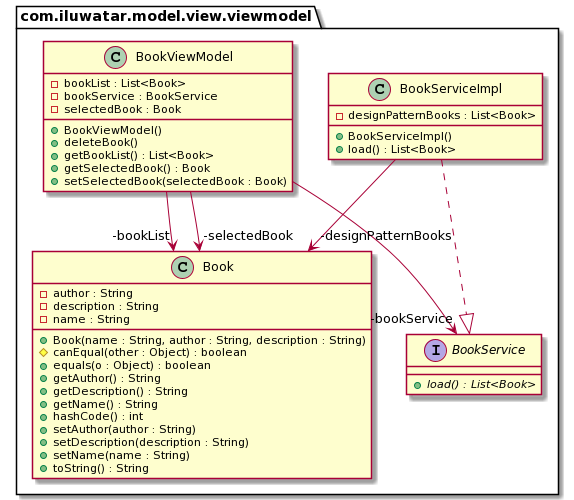 com.iluwatar.model.view.viewmodel
C BookViewModel
bookList : List<Book>
bookService : BookService
selectedBook : Book
BookViewModel()
deleteBook()
getBookList() : List<Book>
getSelectedBook() : Book
setSelectedBook(selectedBook : Book)
C BookServiceImpl
designPatternBooks : List<Book>
BookServiceImpl()
load() : List<Book>
-bookList
-selectedBook
-designPatternBooks
C Book
author : String
description : String
name : String
Book(name : String, author : String, description : String)
canEqual(other : Object) : boolean
equals(o : Object) : boolean
getAuthor() : String
getDescription() : String
getName() : String
hashCode() : int
setAuthor(author : String)
setDescription(description : String)
setName(name : String)
toString() : String
-bookService
I BookService
load() : List<Book>